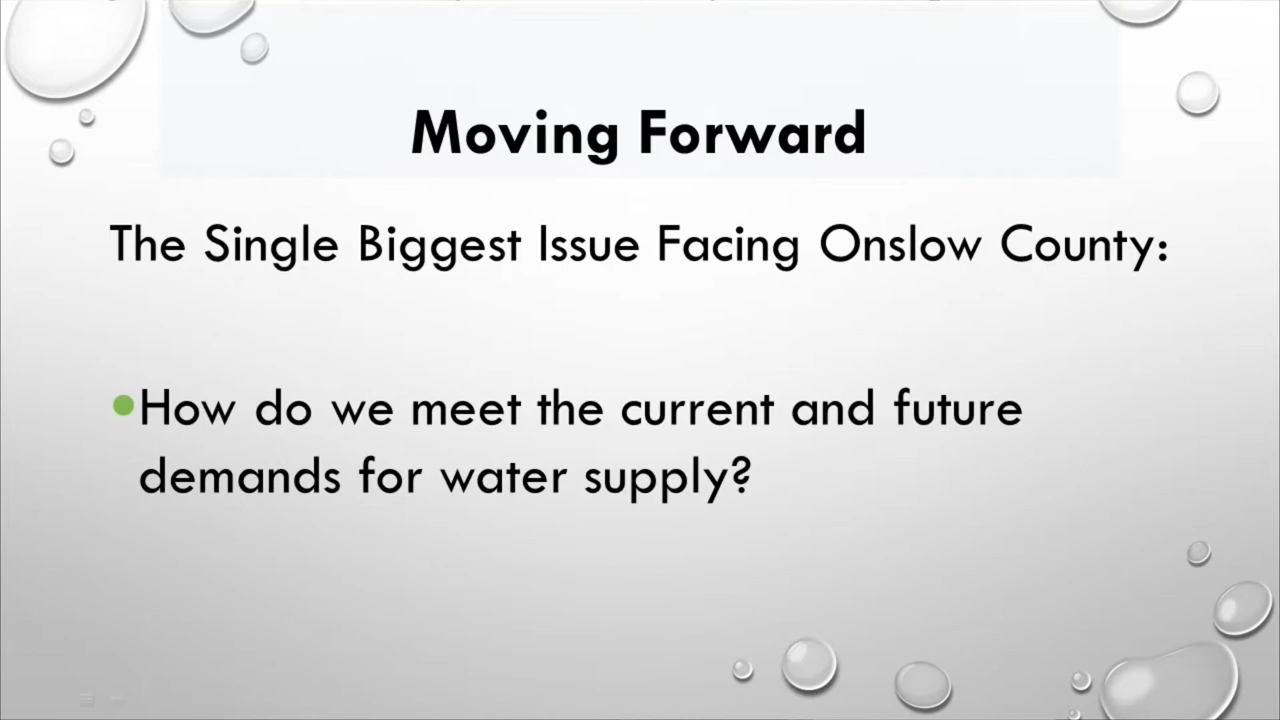 Moving Forward
The Single Biggest Issue Facing Onslow County:
•How do we meet the current and future
demands for water supply?